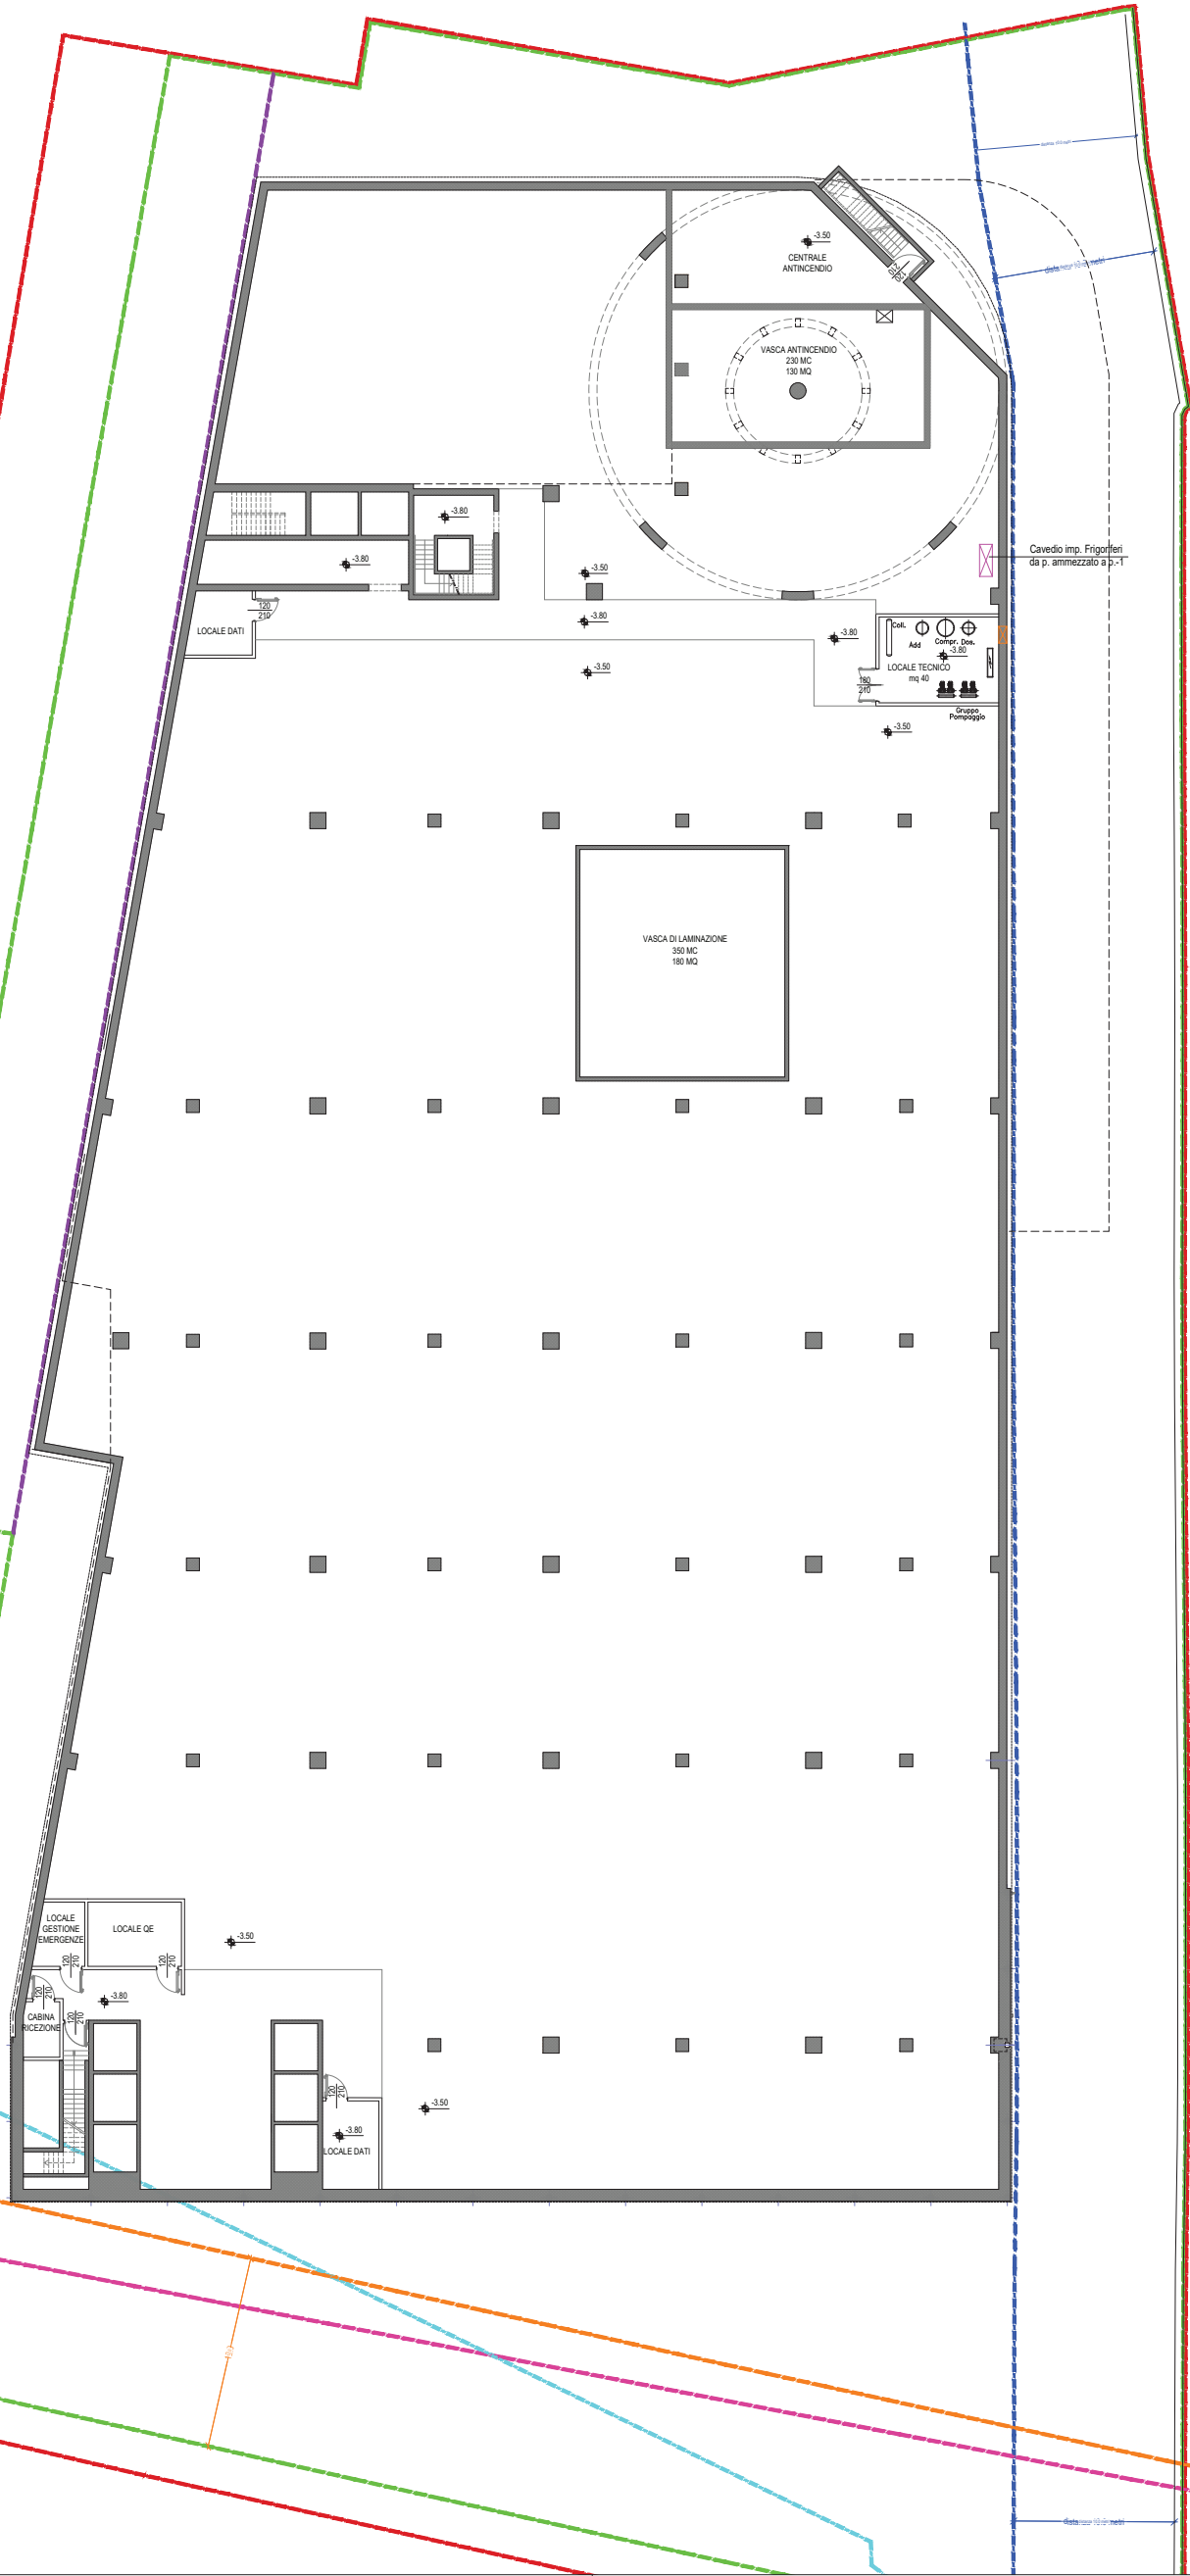 -3.50
CENTRALE
ANTINCENDIO
120
210
VASCA ANTINCENDIO
230 MC
130 MQ
-3.80
-3.80
Cavedio imp. Frigoriferi
da p. ammezzato a p.-1
-3.50
120
210
LOCALE DATI
-3.80
-3.80
Coll.
Add
Compr.
Dos.
-3.80
LOCALE TECNICO
mq 40
-3.50
180
210
Gruppo
Pompaggio
-3.50
VASCA DI LAMINAZIONE
350 MC
180 MQ
LOCALE
GESTIONE
EMERGENZE
LOCALE QE
-3.50
120
210
120
210
120
210
-3.80
CABINA
RICEZIONE
120
210
120
210
-3.50
-3.80
LOCALE DATI